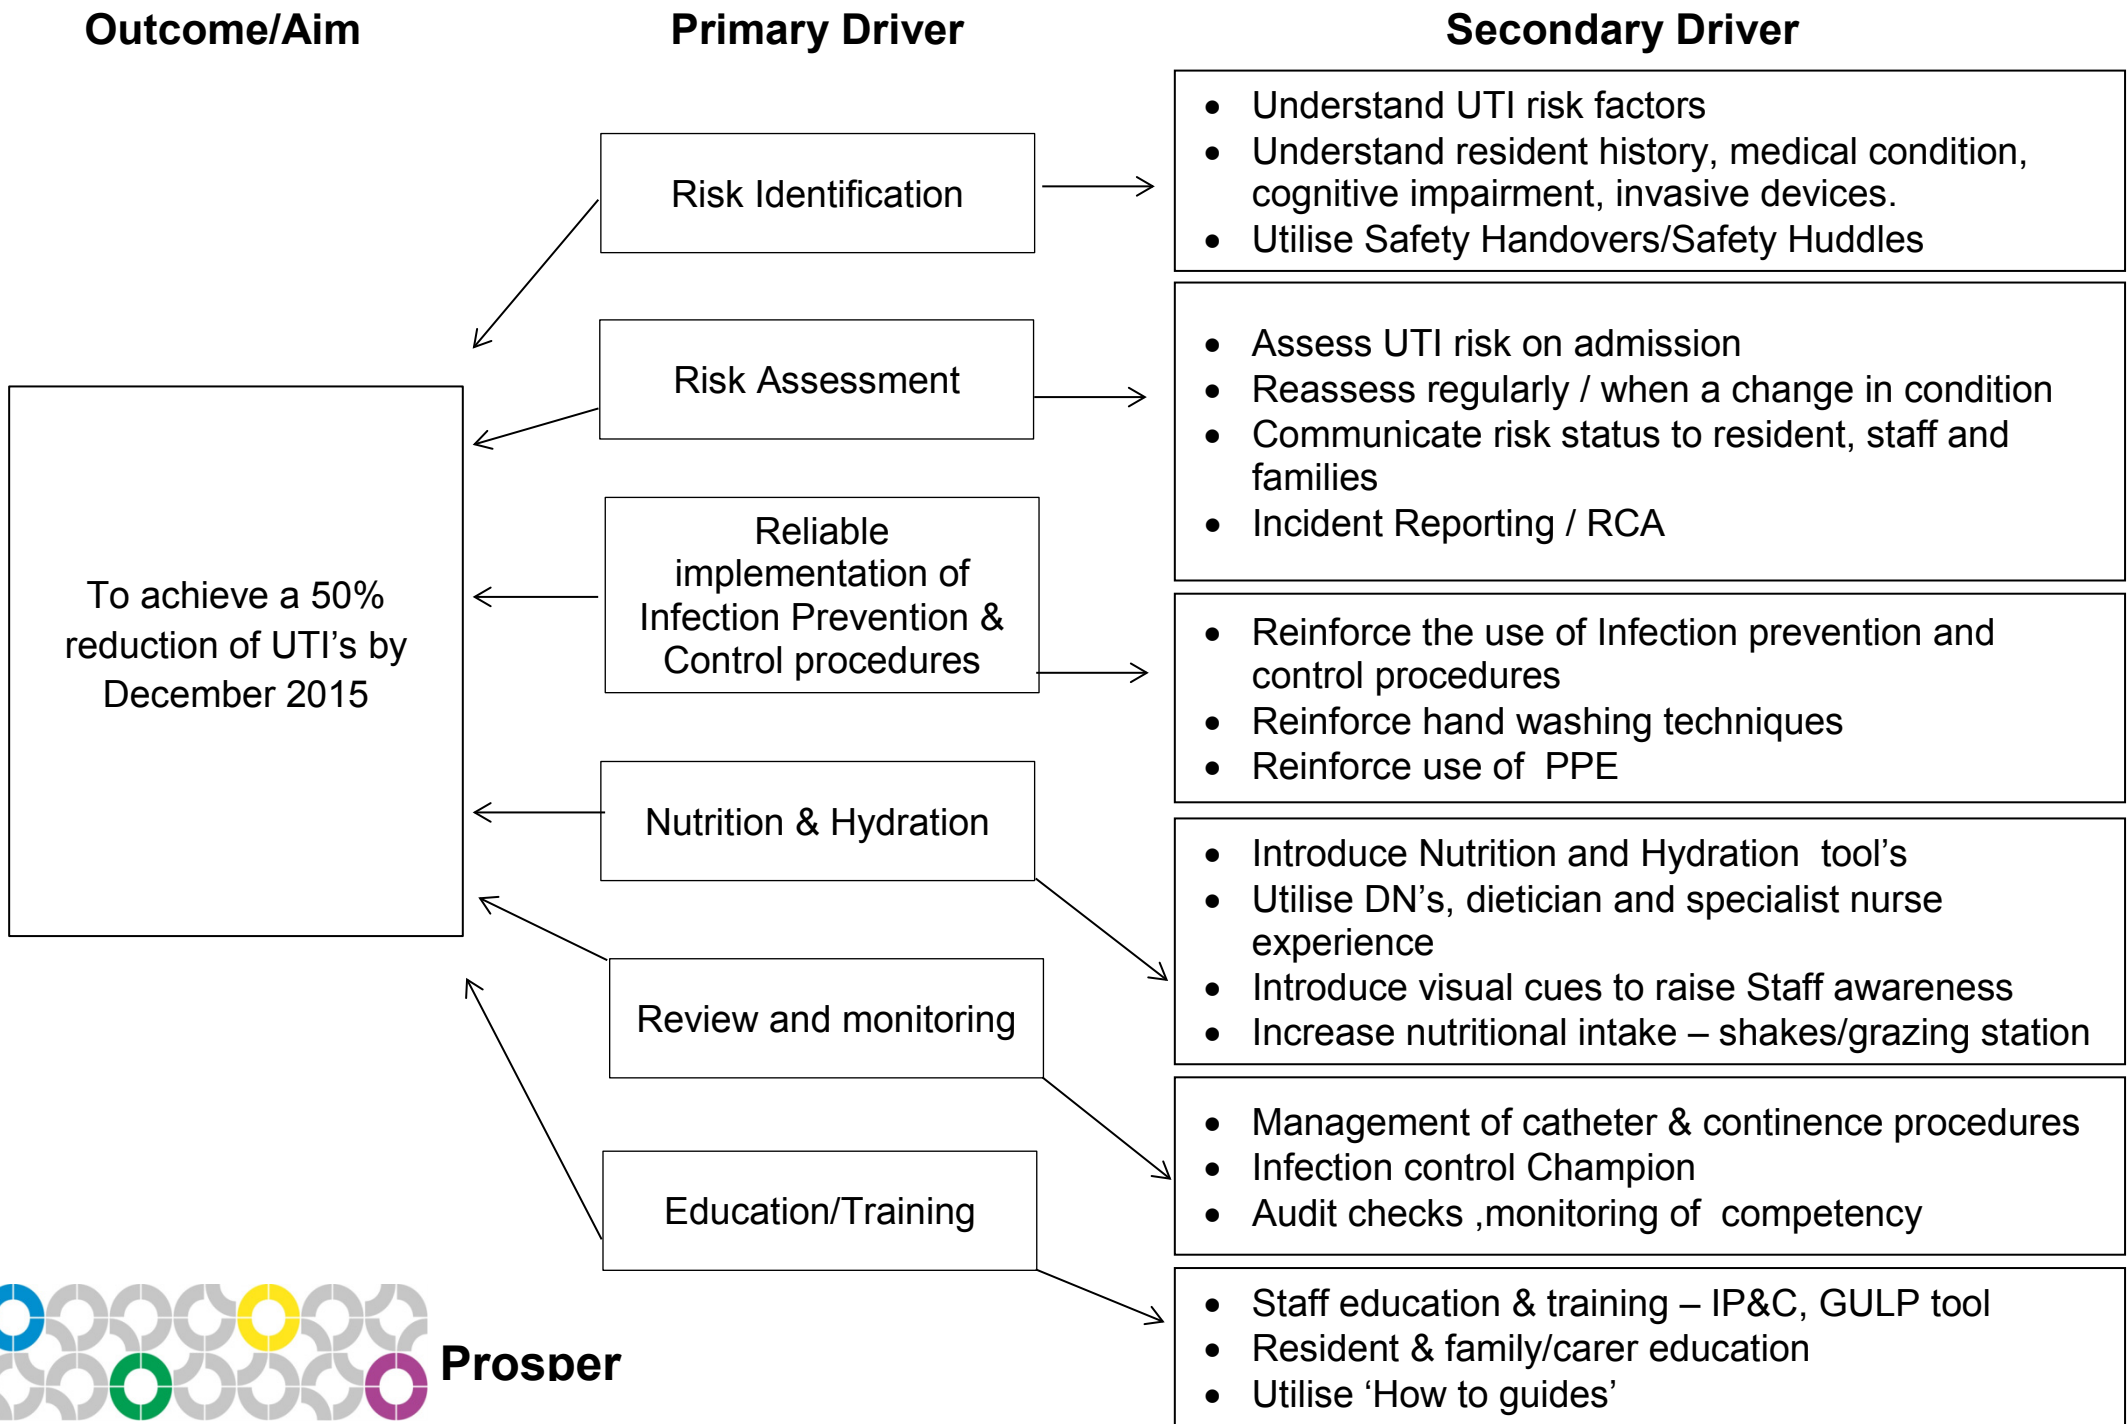 Outcome/Aim
Primary Driver
Secondary Driver
To achieve a 50%
reduction of UTI’s by
December 2015
Risk Identification
Risk Assessment
Reliable
implementation of
Infection Prevention &
Control procedures
Nutrition & Hydration
Review and monitoring
Education/Training
• Understand UTI risk factors
• Understand resident history, medical condition,
cognitive impairment, invasive devices.
• Utilise Safety Handovers/Safety Huddles
• Assess UTI risk on admission
• Reassess regularly / when a change in condition
• Communicate risk status to resident, staff and
families
• Incident Reporting / RCA
• Reinforce the use of Infection prevention and
control procedures
• Reinforce hand washing techniques
• Reinforce use of  PPE
• Introduce Nutrition and Hydration  tool’s
• Utilise DN’s, dietician and specialist nurse
experience
• Introduce visual cues to raise Staff awareness
• Increase nutritional intake – shakes/grazing station
• Management of catheter & continence procedures
• Infection control Champion
• Audit checks ,monitoring of  competency
• Staff education & training – IP&C, GULP tool
• Resident & family/carer education
• Utilise ‘How to guides’
Prosper